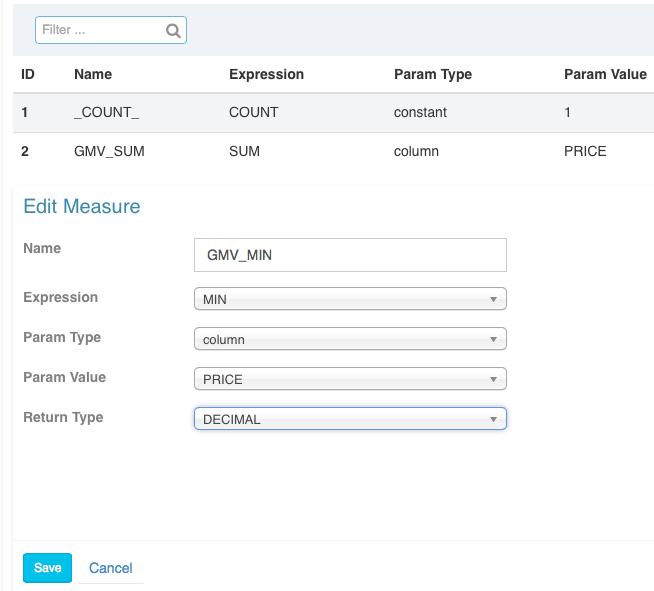 Filter ...
ID Name Expression Param Type Param Value
1 _COUNT_ COUNT constant 1
2 GMV_SUM SUM column PRICE
Edit Measure
Name GMV_MIN
Expression MIN
Param Type column
Param Value PRICE
Return Type DECIMAL
Save Cancel